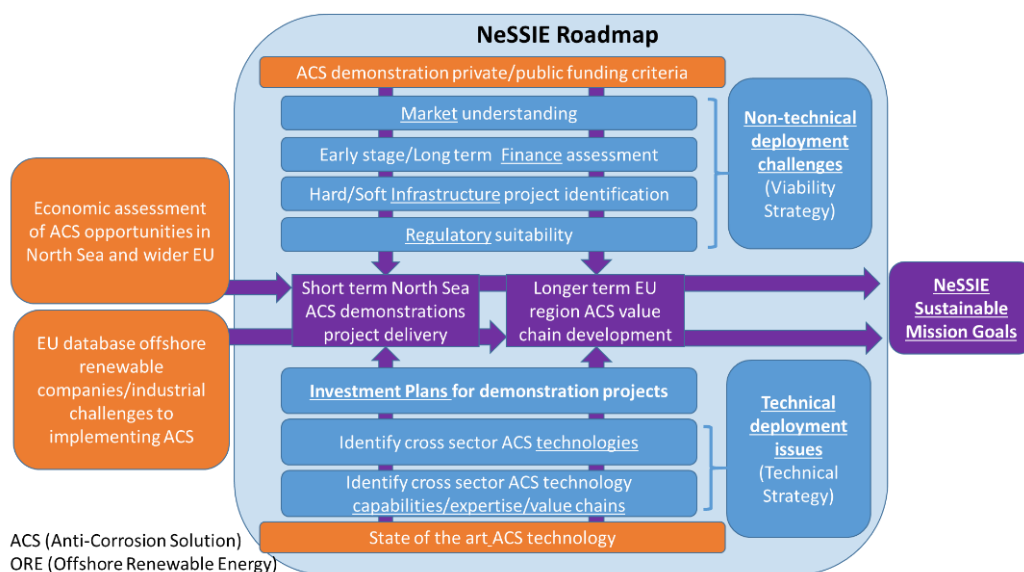 NeSSIE Roadmap
ACS demonstration private/public funding criteria
Market understanding
Early stage/Long term Finance assessment
Hard/Soft Infrastructure project identification
Regulatory suitability
Non-technical
deployment
challenges
(Viability
Strategy)
Economic assessment
of ACS opportunities in
North Sea and wider EU
EU database offshore
renewable
companies/industrial
challenges to
implementing ACS
Short term North Sea
ACS demonstrations
project delivery
Longer term EU
region ACS value
chain development
NeSSIE
Sustainable
Mission Goals
Investment Plans for demonstration projects
Identify cross sector ACS technologies
Identify cross sector ACS technology
capabilities/expertise/value chains
State of the art ACS technology
Technical
deployment
issues
(Technical
Strategy)
ACS (Anti-Corrosion Solution)
ORE (Offshore Renewable Energy)